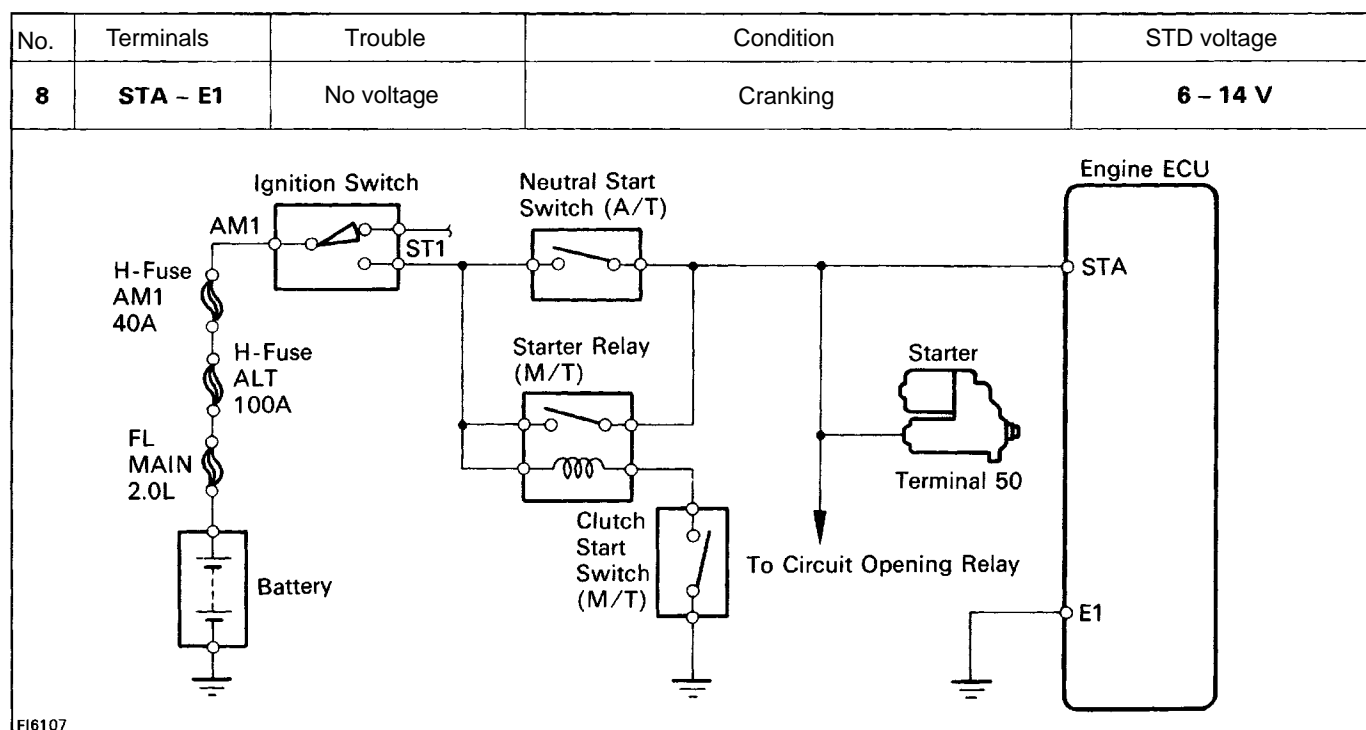 No. Terminals Trouble Condition STD voltage
8 STA – E1 No voltage Cranking 6 – 14 V
Engine ECU
Ignition Switch
Neutral Start
Switch (A/T)
AM1
ST1
H-Fuse
AM1
40A
STA
H-Fuse
ALT
100A
Starter Relay
(M/T)
Starter
FL
MAIN
2.0L
Terminal 50
Clutch
Start
Switch
(M/T)
To Circuit Opening Relay
Battery
E1
FI6107